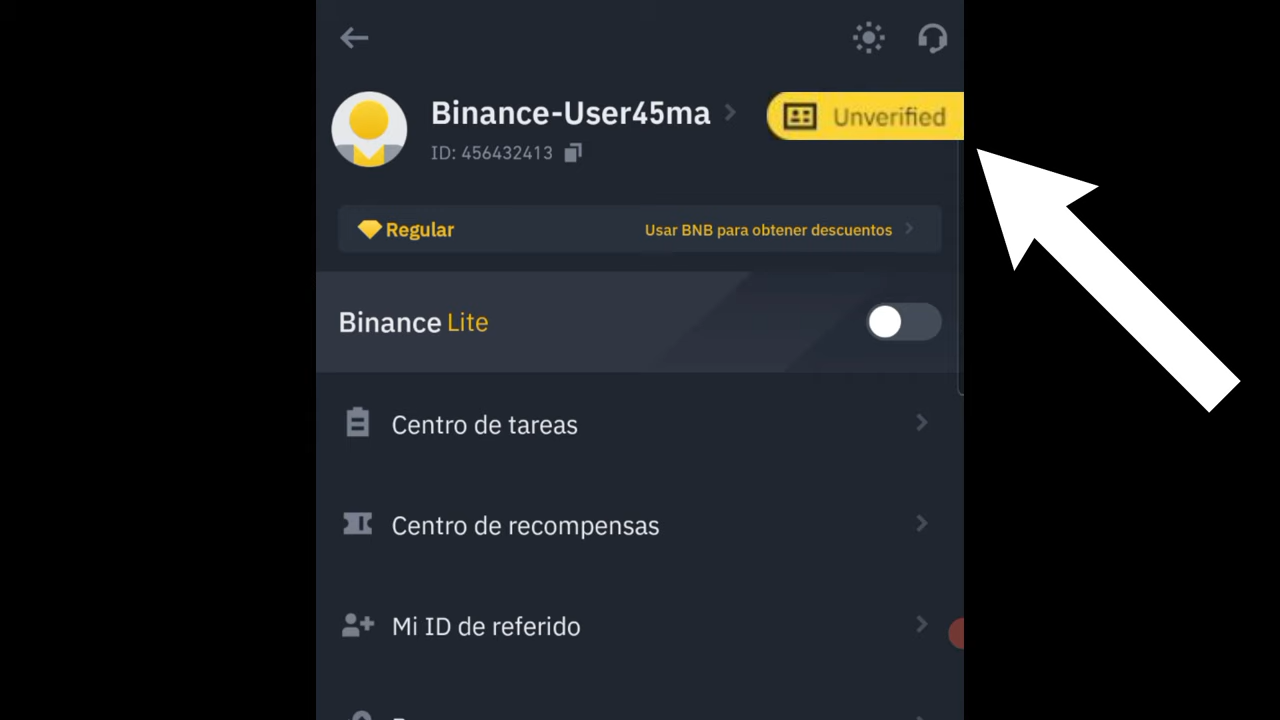 Binance-User45ma
Unverified
ID: 456432413
Regular
Usar BNB para obtener descuentos
Binance Lite
Centro de tareas
Centro de recompensas
Mi ID de referido